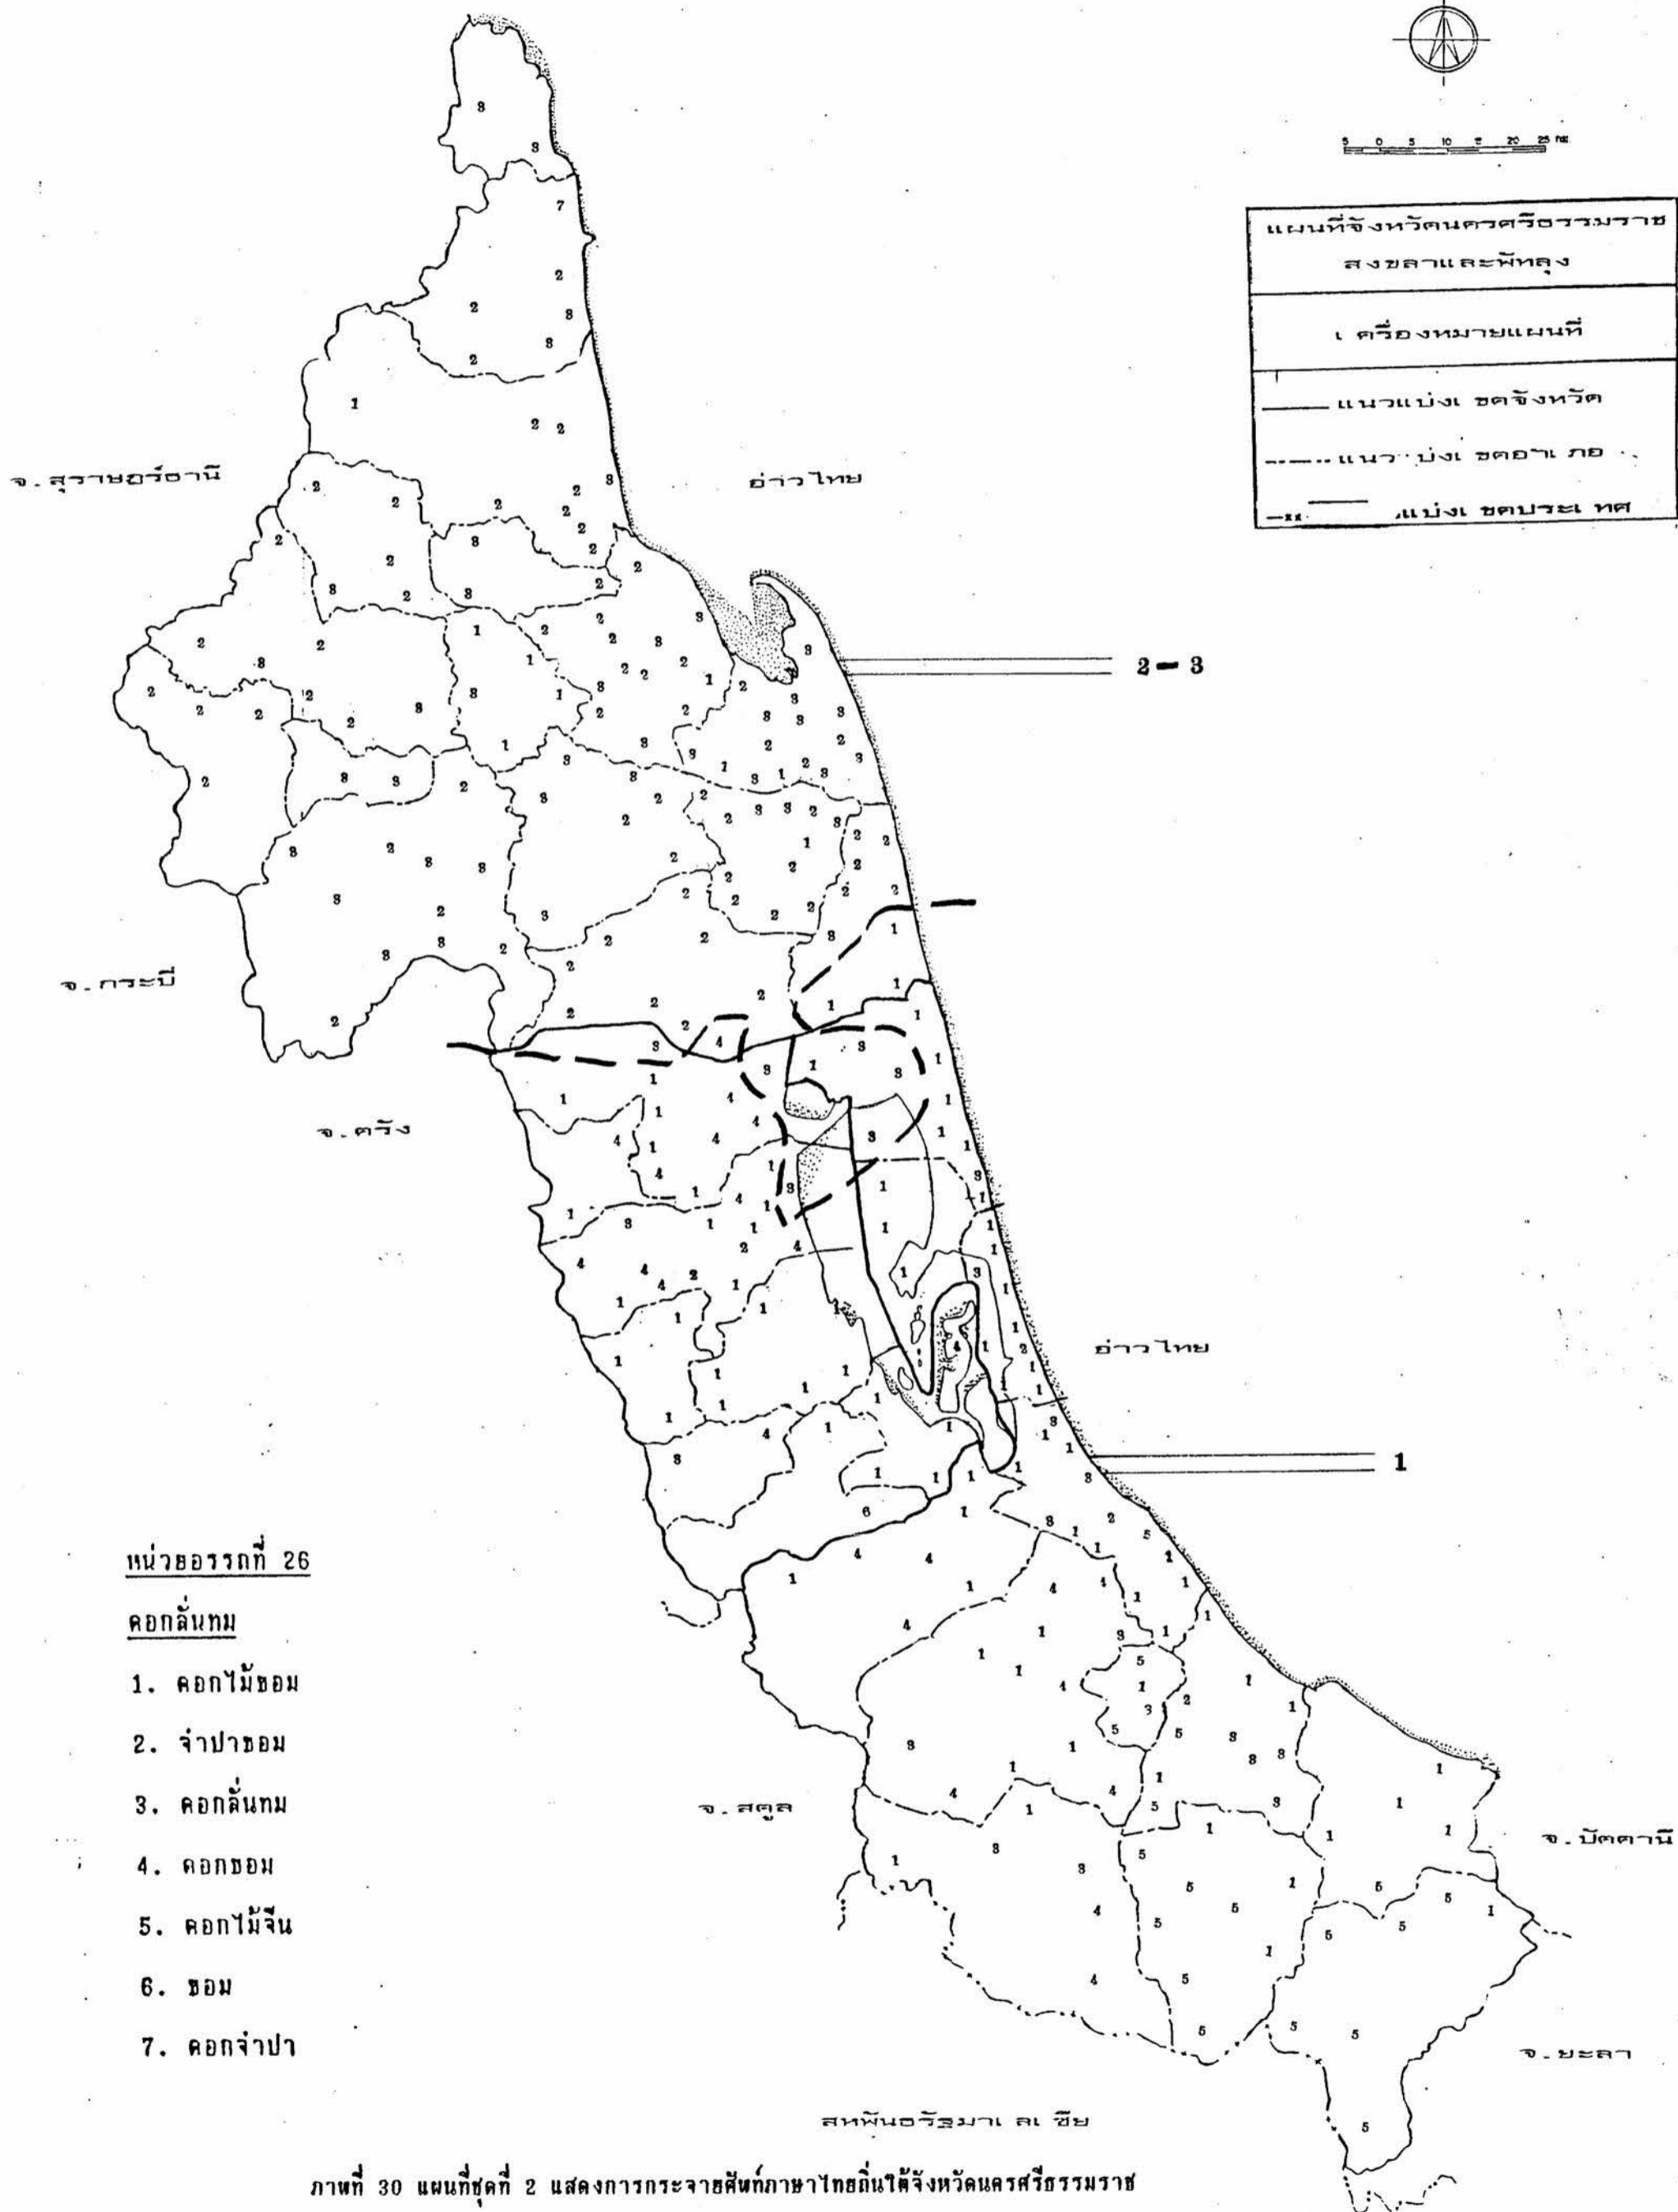 5 0 5 10 15 20 25 กม.
แผนที่จังหวัดนครศรีธรรมราช
สงขลาและพัทลุง
เครื่องหมายแผนที่
แนวแบ่งเขตจังหวัด
แนวแบ่งเขตอำเภอ
แบ่งเขตประเทศ
จ.สุราษฎร์ธานี
อ่าวไทย
2-3
จ.กระบี่
จ.ตรัง
อ่าวไทย
1
หน่วยอรรถที่ 26
ดอกลั่นทม
1. ดอกไม้ขอม
2. จำปาขอม
3. ดอกลั่นทม
4. ดอกขอม
5. ดอกไม้จีน
6. ขอม
7. ดอกจำปา
จ.สตูล
จ.ปัตตานี
จ.ยะลา
สหพันธรัฐมาเลเซีย
ภาพที่ 30 แผนที่ชุดที่ 2 แสดงการกระจายศัพท์ภาษาไทยถิ่นใต้จังหวัดนครศรีธรรมราช